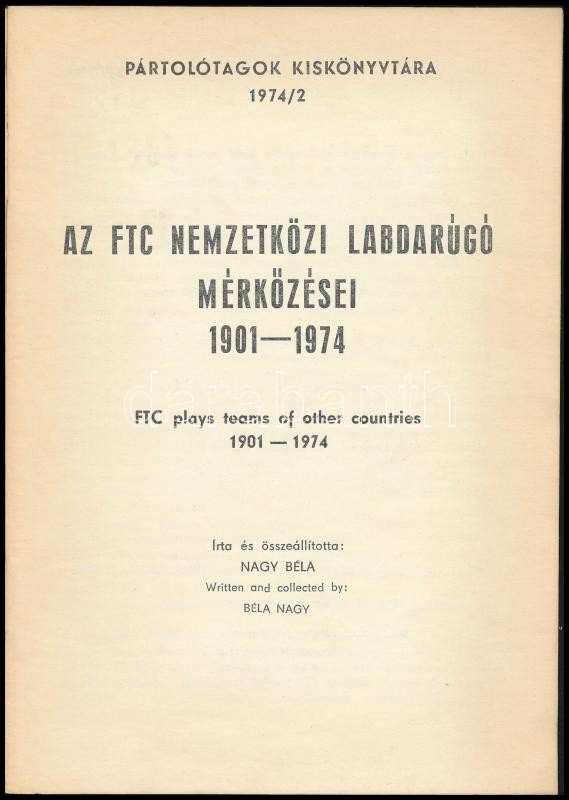 PÁRTOLÓTAGOK KISKÖNYVTÁRA
1974/2
AZ FTC NEMZETKÖZI LABDARÚGÓ
MÉRKŐZÉSEI
1901—1974
darabanth
FTC plays teams of other countries
1901 — 1974
Írta és összeállította:
NAGY BÉLA
Written and collected by:
BÉLA NAGY